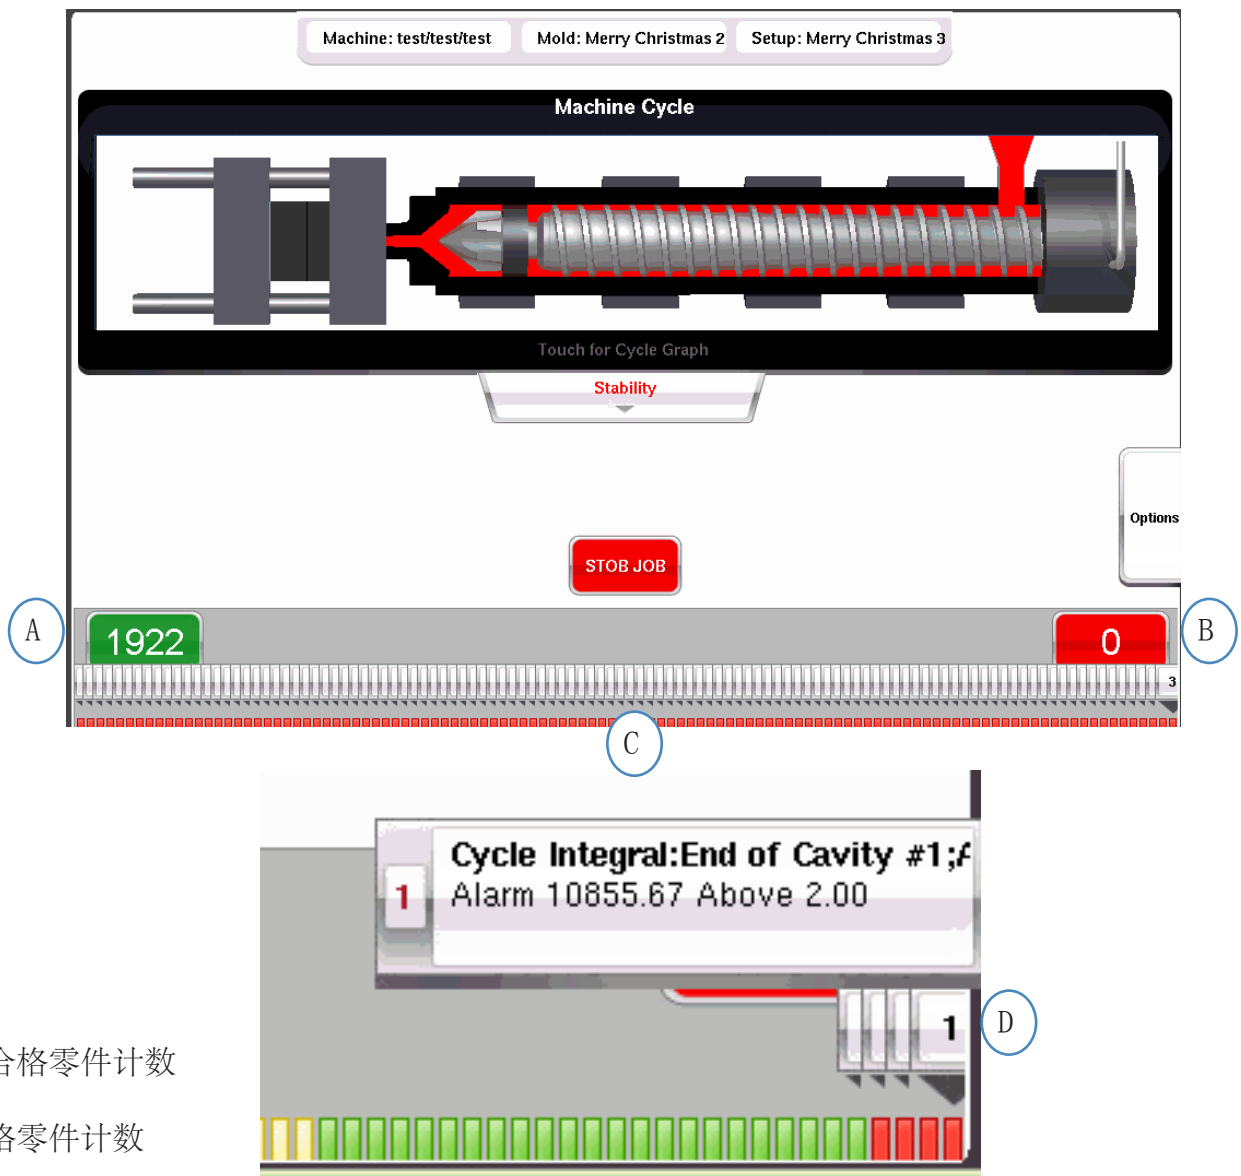 Machine: test/test/test
Mold: Merry Christmas 2
Setup: Merry Christmas 3
Machine Cycle
Touch for Cycle Graph
Stability
Options
STOB JOB
A
1922
0
B
3
C
Cycle Integral:End of Cavity #1;
1
Alarm 10855.67 Above 2.00
1
D
合格零件计数
格零件计数